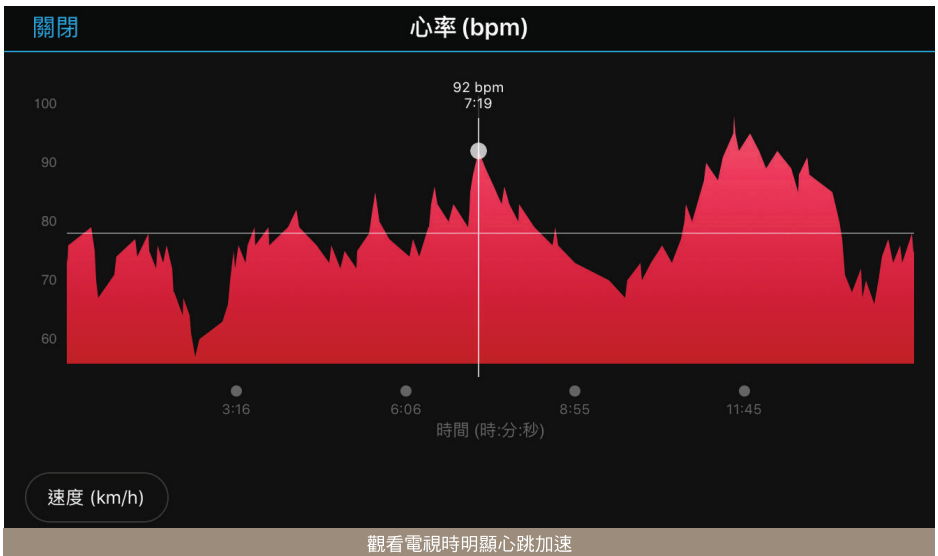 關閉
心率 (bpm)
92 bpm
7:19
100
90
80
70
60
3:16
6:06
8:55
11:45
時間 (時:分:秒)
速度 (km/h)
觀看電視時明顯心跳加速